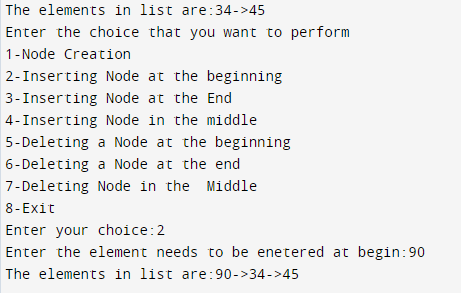 The elements in list are:34->45
Enter the choice that you want to perform
1-Node Creation
2-Inserting Node at the beginning
3-Inserting Node at the End
4-Inserting Node in the middle
5-Deleting a Node at the beginning
6-Deleting a Node at the end
7-Deleting Node in the  Middle
8-Exit
Enter your choice:2
Enter the element needs to be enetered at begin:90
The elements in list are:90->34->45